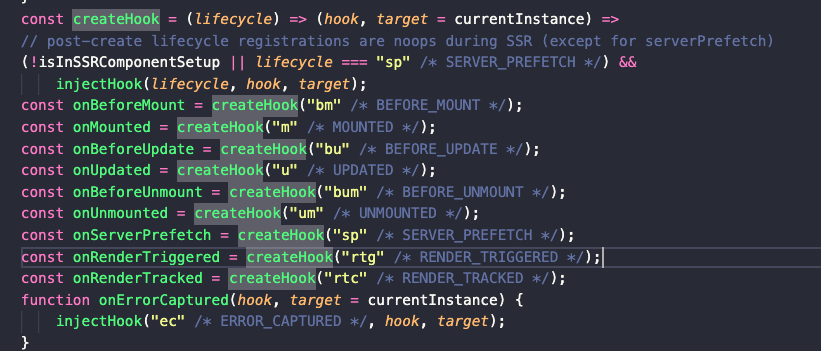 const createHook = (lifecycle) => (hook, target = currentInstance) =>
// post-create lifecycle registrations are noops during SSR (except for serverPrefetch)
(!isInSSRComponentSetup || lifecycle === "sp" /* SERVER_PREFETCH */) &&
injectHook(lifecycle, hook, target);
const onBeforeMount = createHook("bm" /* BEFORE_MOUNT */);
const onMounted = createHook("m" /* MOUNTED */);
const onBeforeUpdate = createHook("bu" /* BEFORE_UPDATE */);
const onUpdated = createHook("u" /* UPDATED */);
const onBeforeUnmount = createHook("bum" /* BEFORE_UNMOUNT */);
const onUnmounted = createHook("um" /* UNMOUNTED */);
const onServerPrefetch = createHook("sp" /* SERVER_PREFETCH */);
const onRenderTriggered = createHook("rtg" /* RENDER_TRIGGERED */);
const onRenderTracked = createHook("rtc" /* RENDER_TRACKED */);
function onErrorCaptured(hook, target = currentInstance) {
injectHook("ec" /* ERROR_CAPTURED */, hook, target);
}